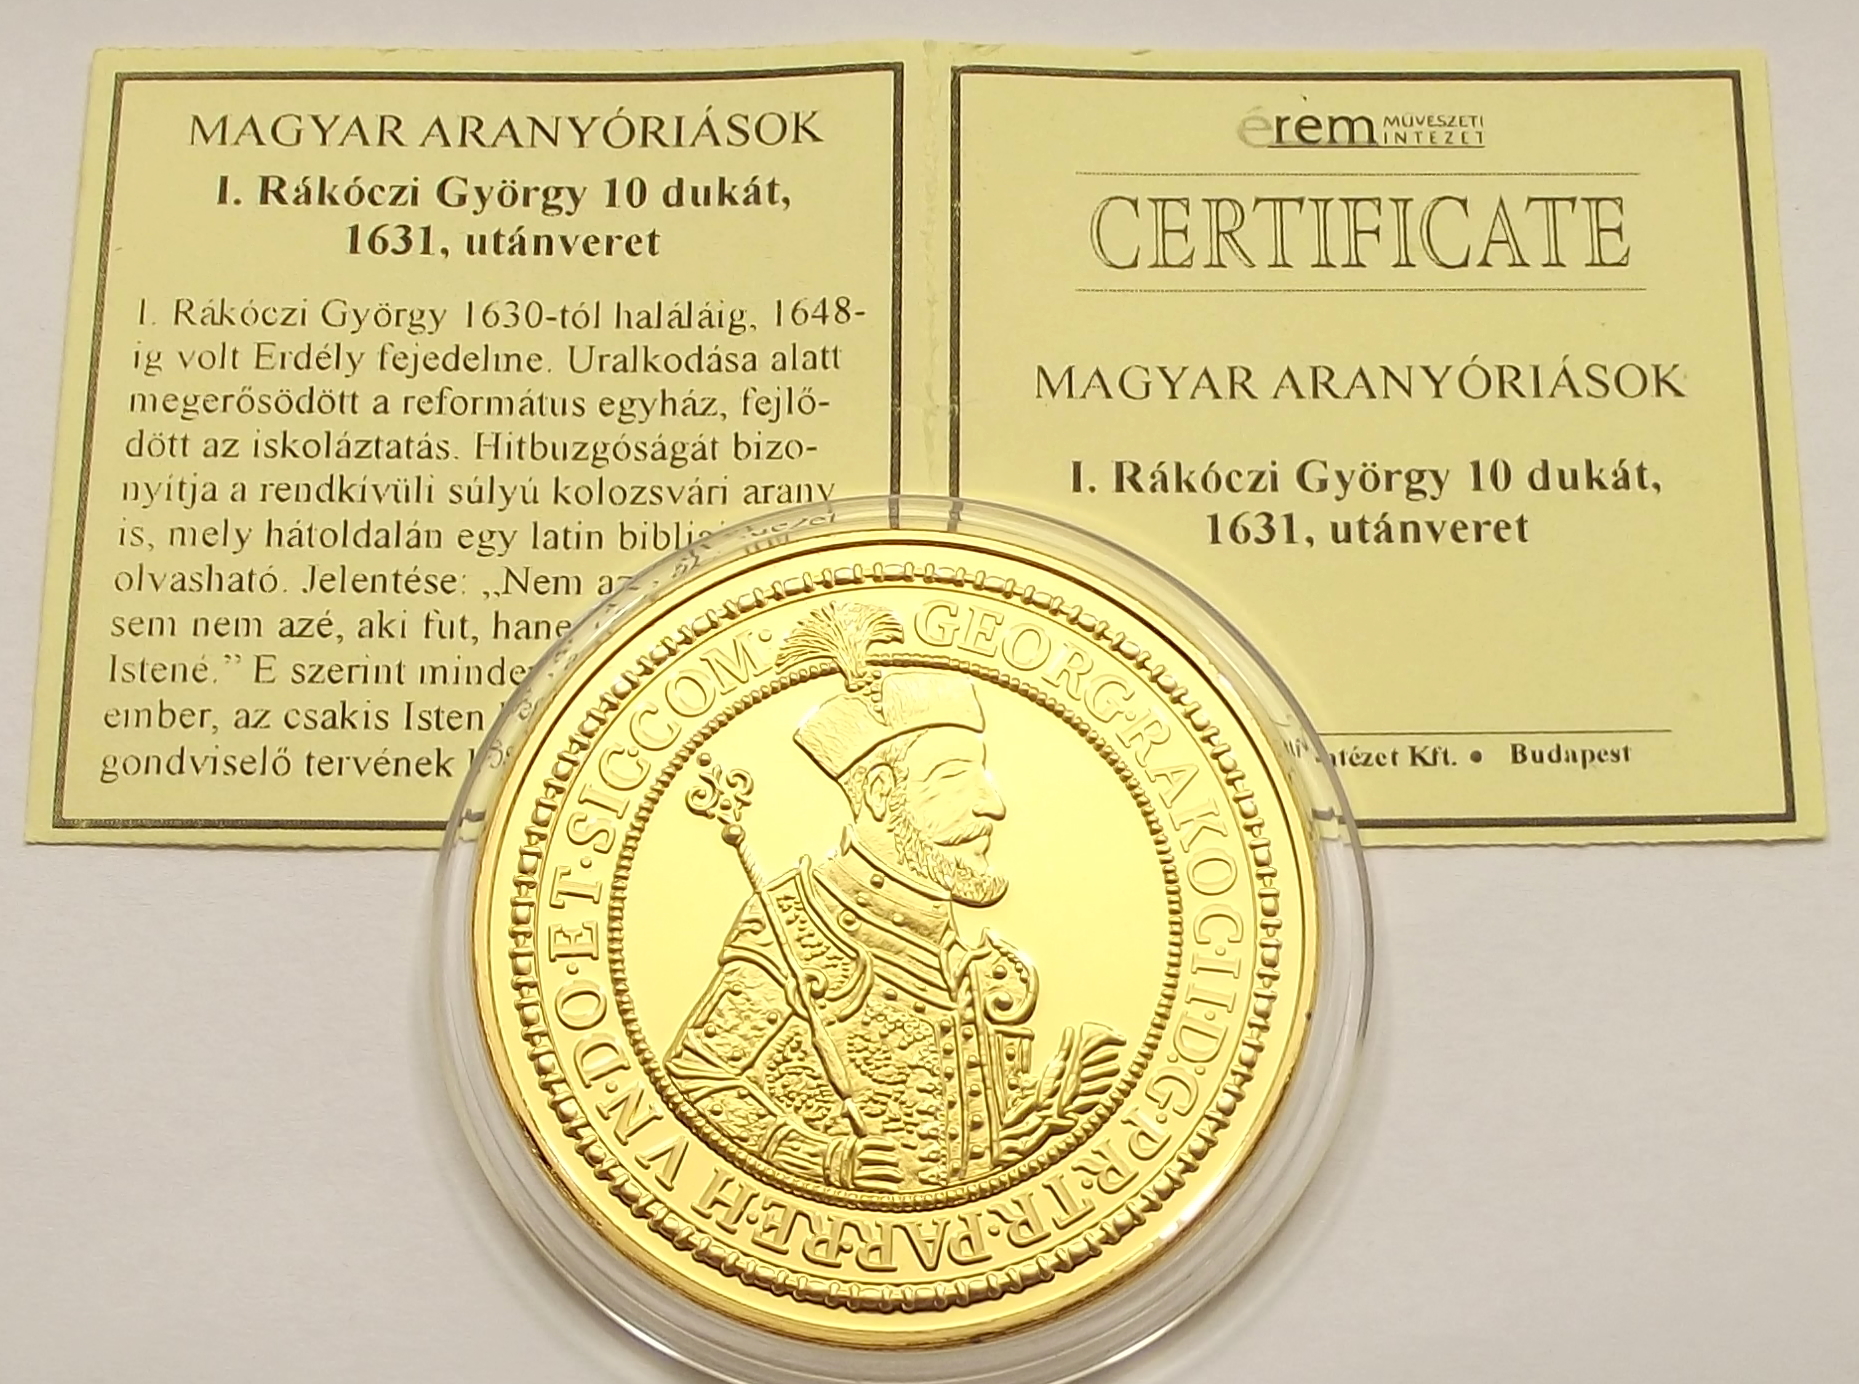 MAGYAR ARANYÓRIÁSOK
I. Rákóczi György 10 dukát,
1631, utánveret
I. Rákóczi György 1630-tól haláláig, 1648-
ig volt Erdély fejedelme. Uralkodása alatt
megerősödött a református egyház, fejlő-
dött az iskoláztatás. Hitbuzgóságát bizo-
nyítja a rendkívüli súlyú kolozsvári arany
is, mely hátoldalán egy latin
olvasható. Jelentése: „Nem
sem nem azé, aki fut,
Istené.” E szerint
ember, az csakis Isten
gondviselő tervének
érem MŰVÉSZETI
INTÉZET
CERTIFICATE
MAGYAR ARANYÓRIÁSOK
I. Rákóczi György 10 dukát,
1631, utánveret
Kft. • Budapest
GEORG·RAKOCI·I·D:G·PR·TR·PAR·RE·HVN·DO·ET·SIC:COM: